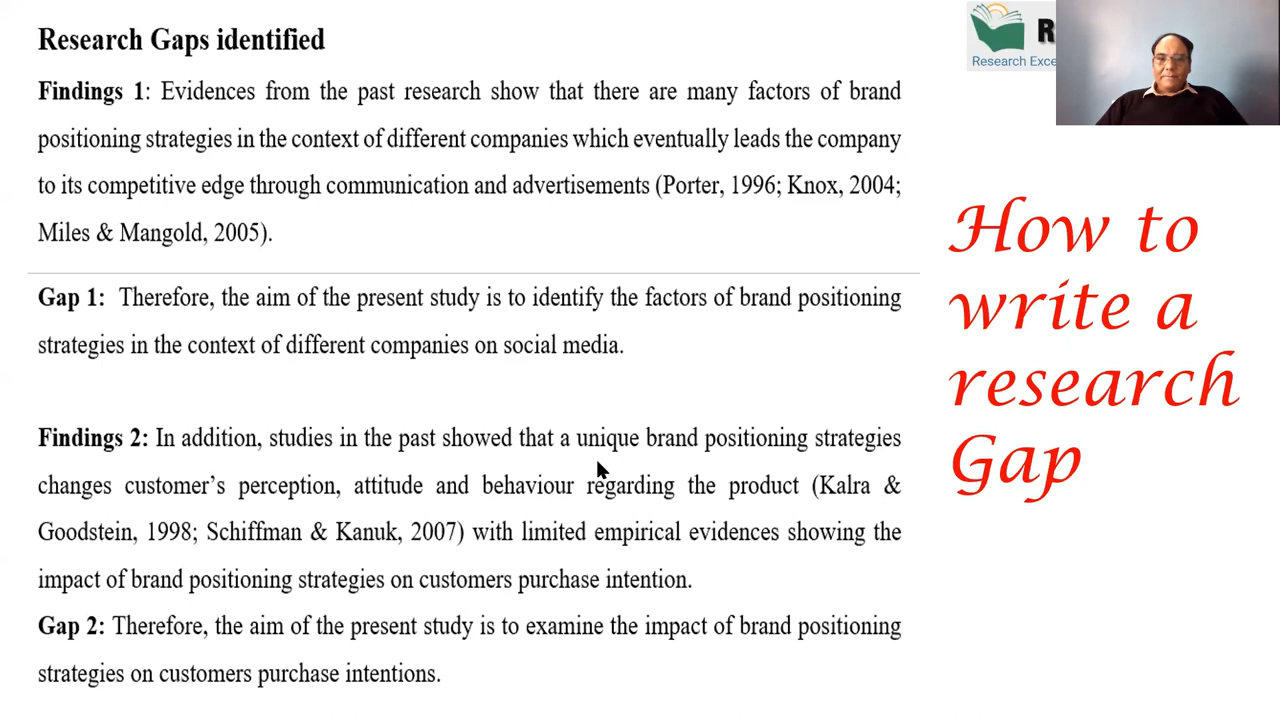 Research Gaps identified
Findings 1: Evidences from the past research show that there are many factors of brand
positioning strategies in the context of different companies which eventually leads the company
to its competitive edge through communication and advertisements (Porter, 1996; Knox, 2004;
Miles & Mangold, 2005).
Gap 1: Therefore, the aim of the present study is to identify the factors of brand positioning
strategies in the context of different companies on social media.
Findings 2: In addition, studies in the past showed that a unique brand positioning strategies
changes customer’s perception, attitude and behaviour regarding the product (Kalra &
Goodstein, 1998; Schiffman & Kanuk, 2007) with limited empirical evidences showing the
impact of brand positioning strategies on customers purchase intention.
Gap 2: Therefore, the aim of the present study is to examine the impact of brand positioning
strategies on customers purchase intentions.
R
Research Exce
How to
write a
research
Gap